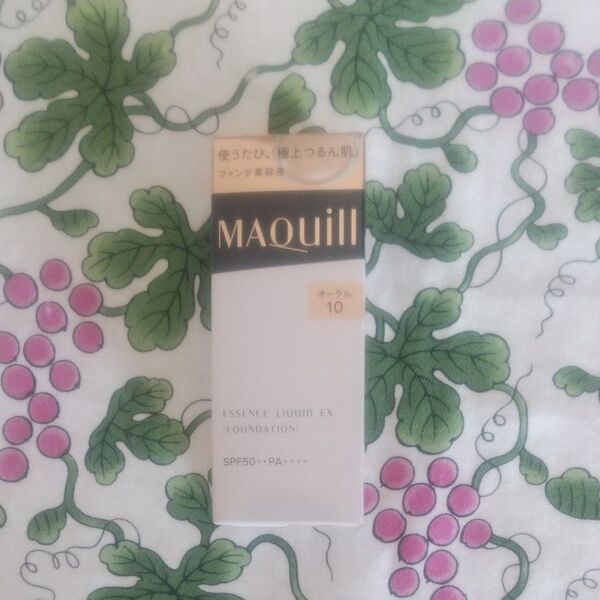 使うたび、「極上つるん肌」
ファンデ美容液
MAQuill
オークル
10
ESSENCE LIQUID EX
(FOUNDATION)
SPF50+・PA++++